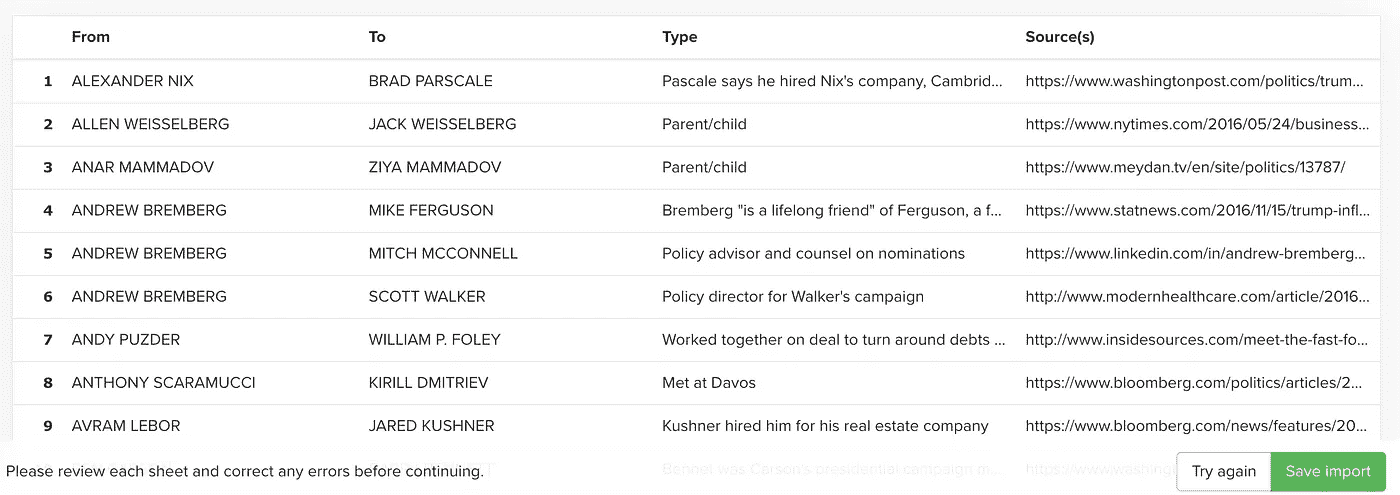 From To Type Source(s)
1 ALEXANDER NIX BRAD PARSCALE Pascale says he hired Nix's company, Cambrid... https://www.washingtonpost.com/politics/trum...
2 ALLEN WEISSELBERG JACK WEISSELBERG Parent/child https://www.nytimes.com/2016/05/24/business...
3 ANAR MAMMADOV ZIYA MAMMADOV Parent/child https://www.meydan.tv/en/site/politics/13787/
4 ANDREW BREMBERG MIKE FERGUSON Bremberg "is a lifelong friend" of Ferguson, a f... https://www.statnews.com/2016/11/15/trump-infl...
5 ANDREW BREMBERG MITCH MCCONNELL Policy advisor and counsel on nominations https://www.linkedin.com/in/andrew-bremberg...
6 ANDREW BREMBERG SCOTT WALKER Policy director for Walker's campaign http://www.modernhealthcare.com/article/2016...
7 ANDY PUZDER WILLIAM P. FOLEY Worked together on deal to turn around debts ... http://www.insidesources.com/meet-the-fast-fo...
8 ANTHONY SCARAMUCCI KIRILL DMITRIEV Met at Davos https://www.bloomberg.com/politics/articles/2...
9 AVRAM LEBOR JARED KUSHNER Kushner hired him for his real estate company https://www.bloomberg.com/news/features/20...
Please review each sheet and correct any errors before continuing. Try again Save import